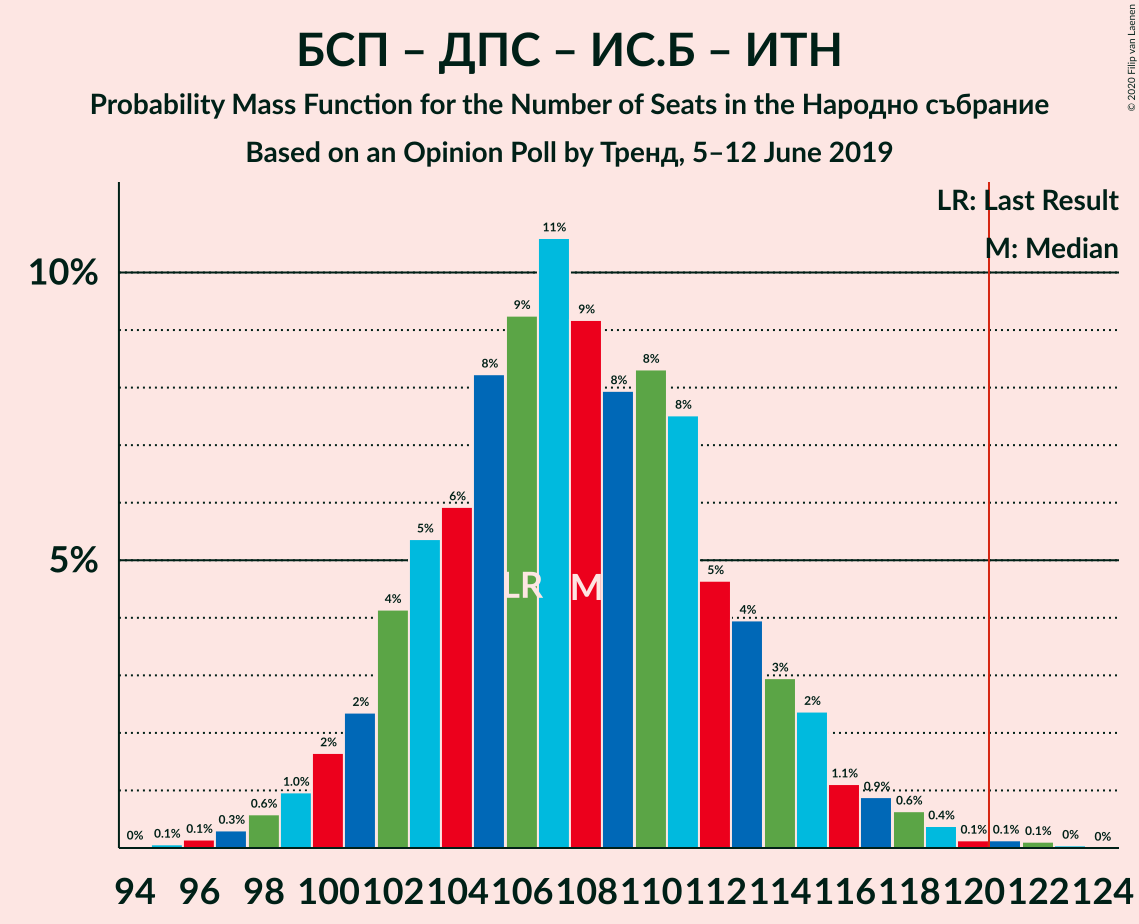 БСП – ДПС – ИС.Б – ИТН
Probability Mass Function for the Number of Seats in the Народно събрание
Based on an Opinion Poll by Тренд, 5–12 June 2019
© 2020 Filip van Laenen
LR: Last Result
M: Median
10%
5%
0% 0.1% 0.1% 0.3% 0.6% 1.0% 2% 2% 4% 5% 6% 8% 9% 11% 9% 8% 8% 8% 5% 4% 3% 2% 1.1% 0.9% 0.6% 0.4% 0.1% 0.1% 0.1% 0% 0%
LR M
94 96 98 100 102 104 106 108 110 112 114 116 118 120 122 124